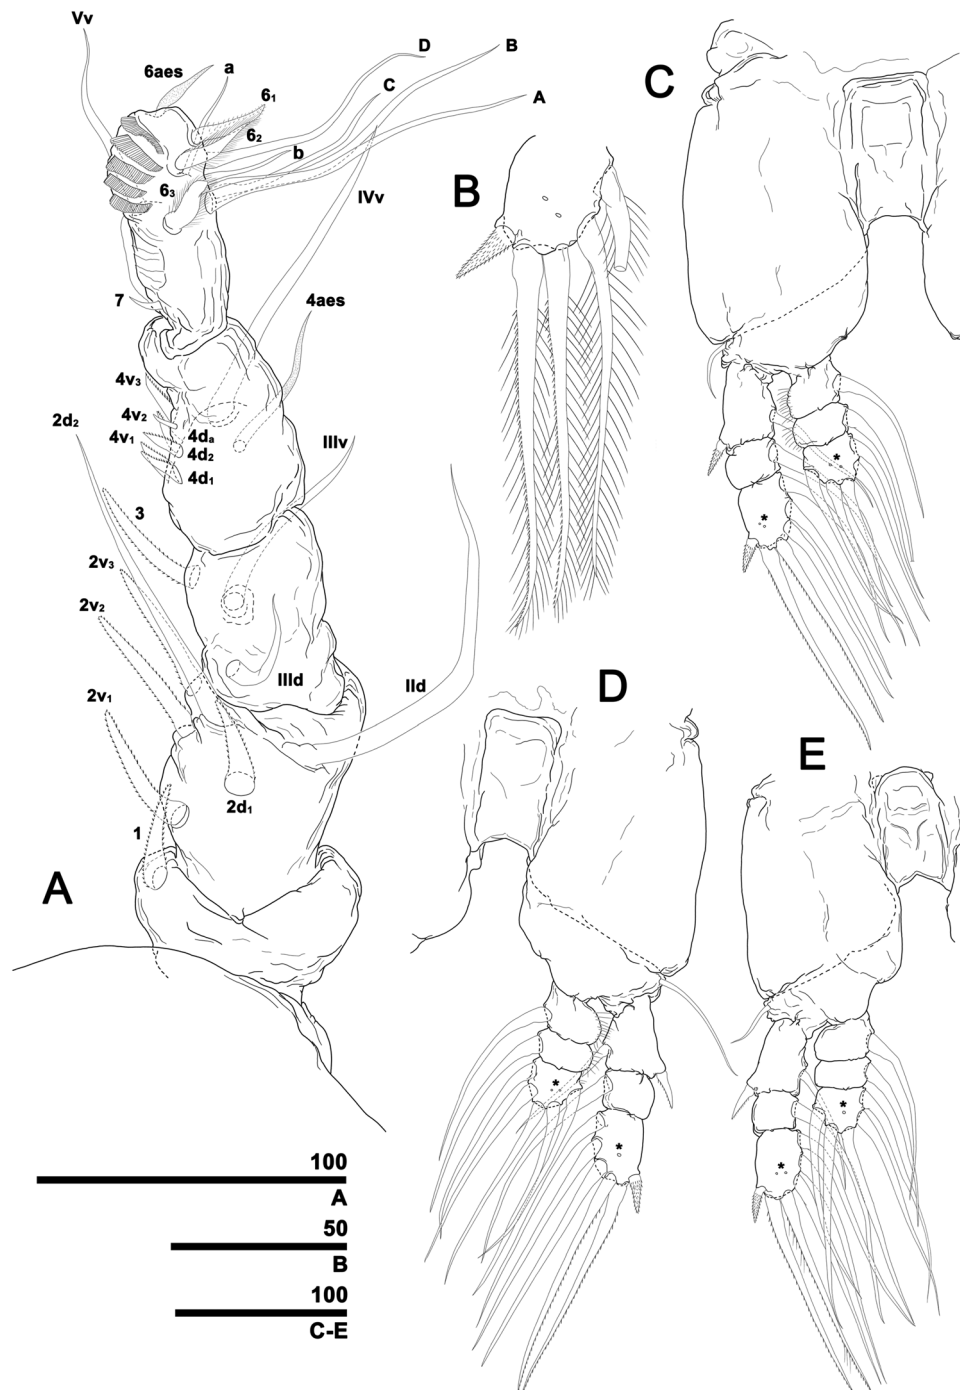 Vv
6aes
a
D
B
C
A
6₁
6₂
b
6₃
IVv
7
4aes
4v₃
4v₂
4v₁
4dₐ
4d₂
4d₁
2d₂
IIIv
3
2v₃
2v₂
2v₁
IIId
IId
2d₁
1
A
B
C
*
*
D
*
*
E
*
*
100
A
50
B
100
C-E